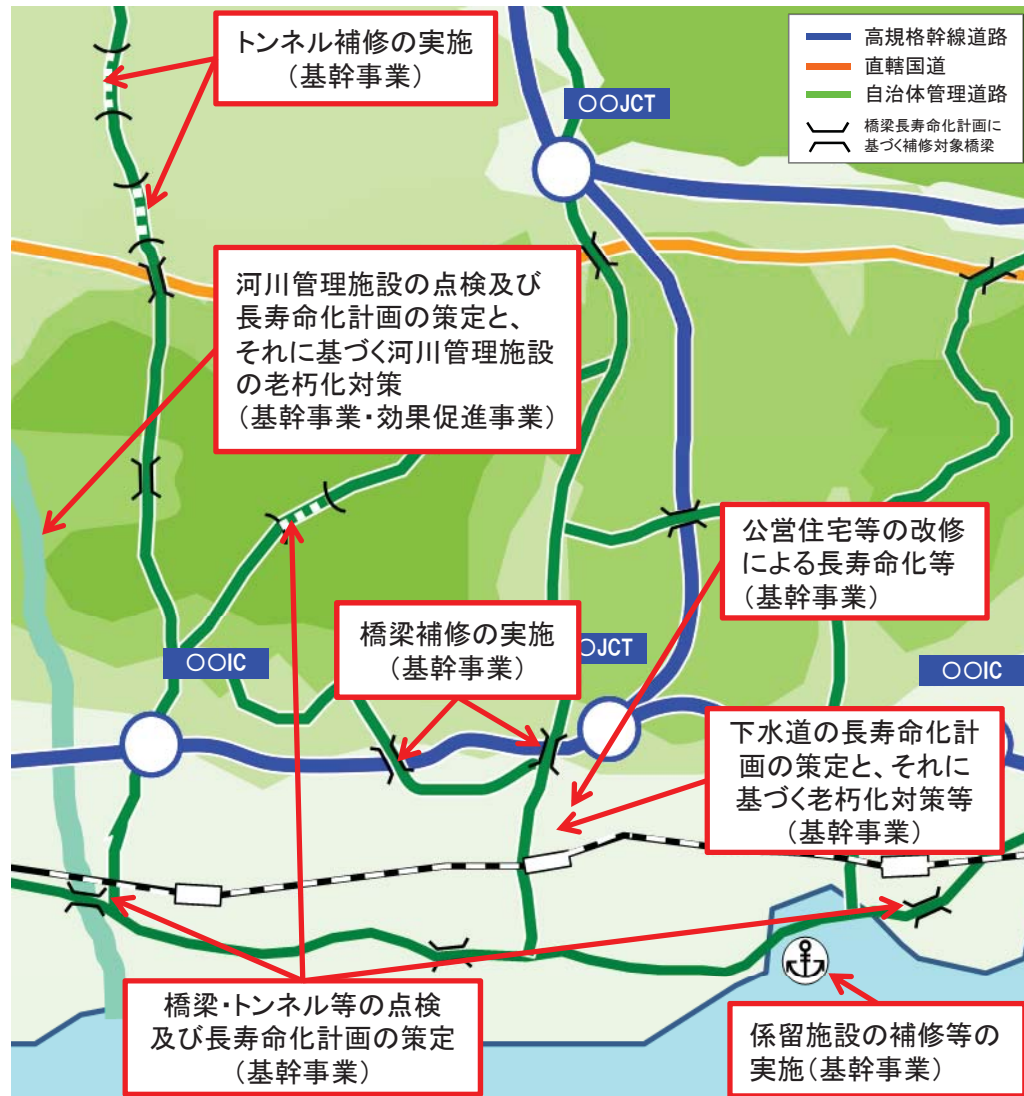 トンネル補修の実施
(基幹事業)
〇〇JCT
高規格幹線道路
直轄国道
自治体管理道路
橋梁長寿命化計画に
基づく補修対象橋梁
河川管理施設の点検及び
長寿命化計画の策定と、
それに基づく河川管理施設
の老朽化対策
(基幹事業・効果促進事業)
公営住宅等の改修
による長寿命化等
(基幹事業)
橋梁補修の実施
(基幹事業)
〇〇IC
〇JCT
〇〇IC
下水道の長寿命化計
画の策定と、それに
基づく老朽化対策等
(基幹事業)
橋梁・トンネル等の点検
及び長寿命化計画の策定
(基幹事業)
係留施設の補修等の
実施(基幹事業)